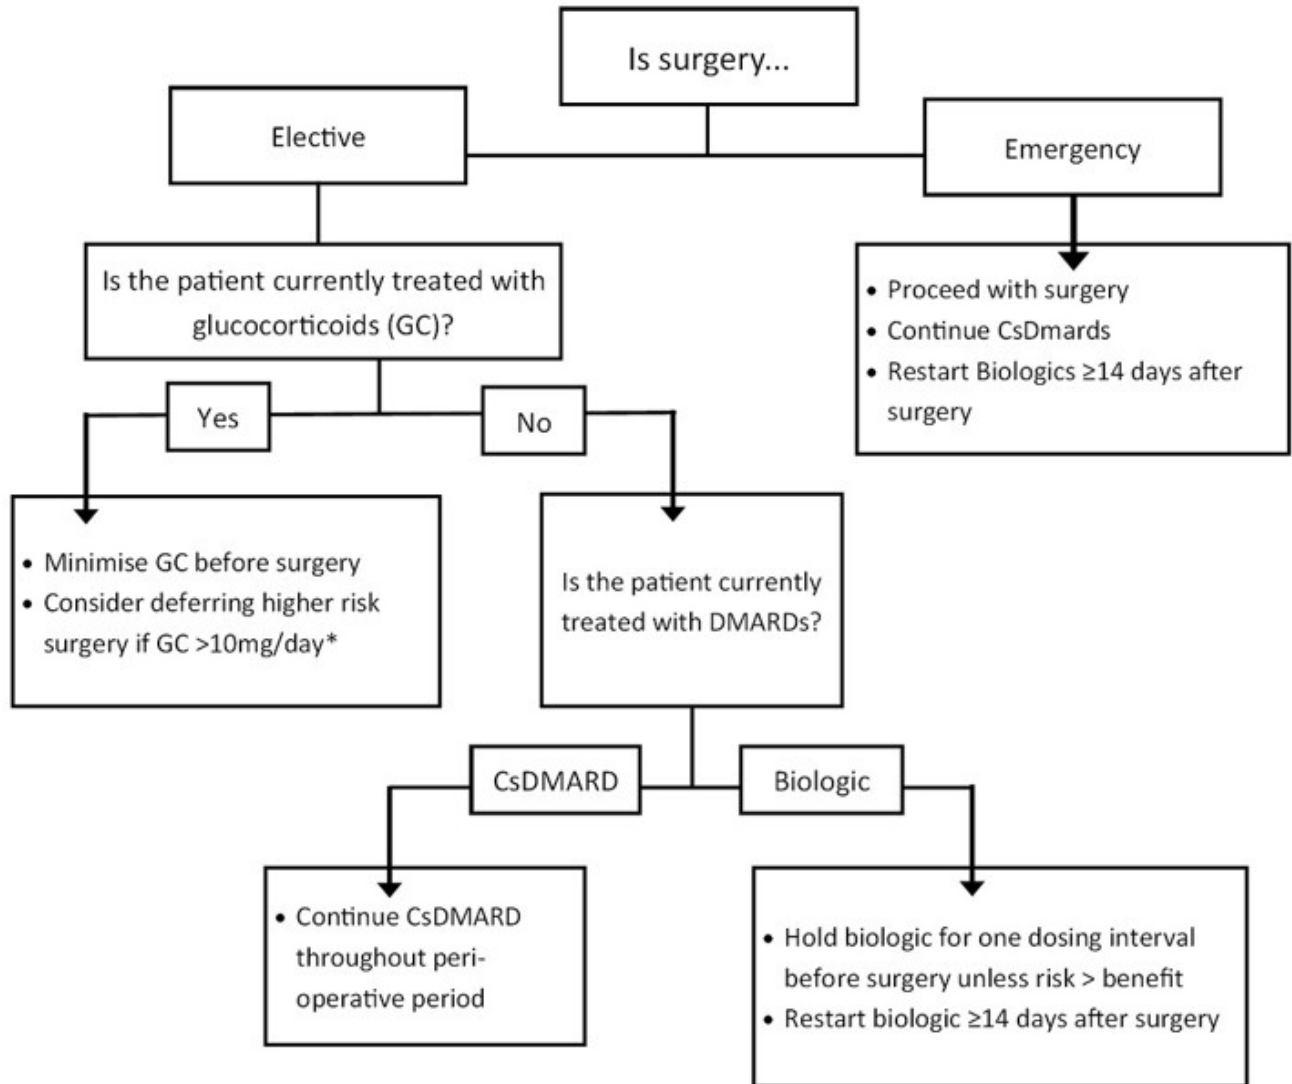 Is surgery...
Elective
Emergency
Is the patient currently treated with
glucocorticoids (GC)?
• Proceed with surgery
• Continue CsDmards
• Restart Biologics ≥14 days after
surgery
Yes
No
• Minimise GC before surgery
• Consider deferring higher risk
surgery if GC >10mg/day*
Is the patient currently
treated with DMARDs?
CsDMARD
Biologic
• Continue CsDMARD
throughout peri-
operative period
• Hold biologic for one dosing interval
before surgery unless risk > benefit
• Restart biologic ≥14 days after surgery